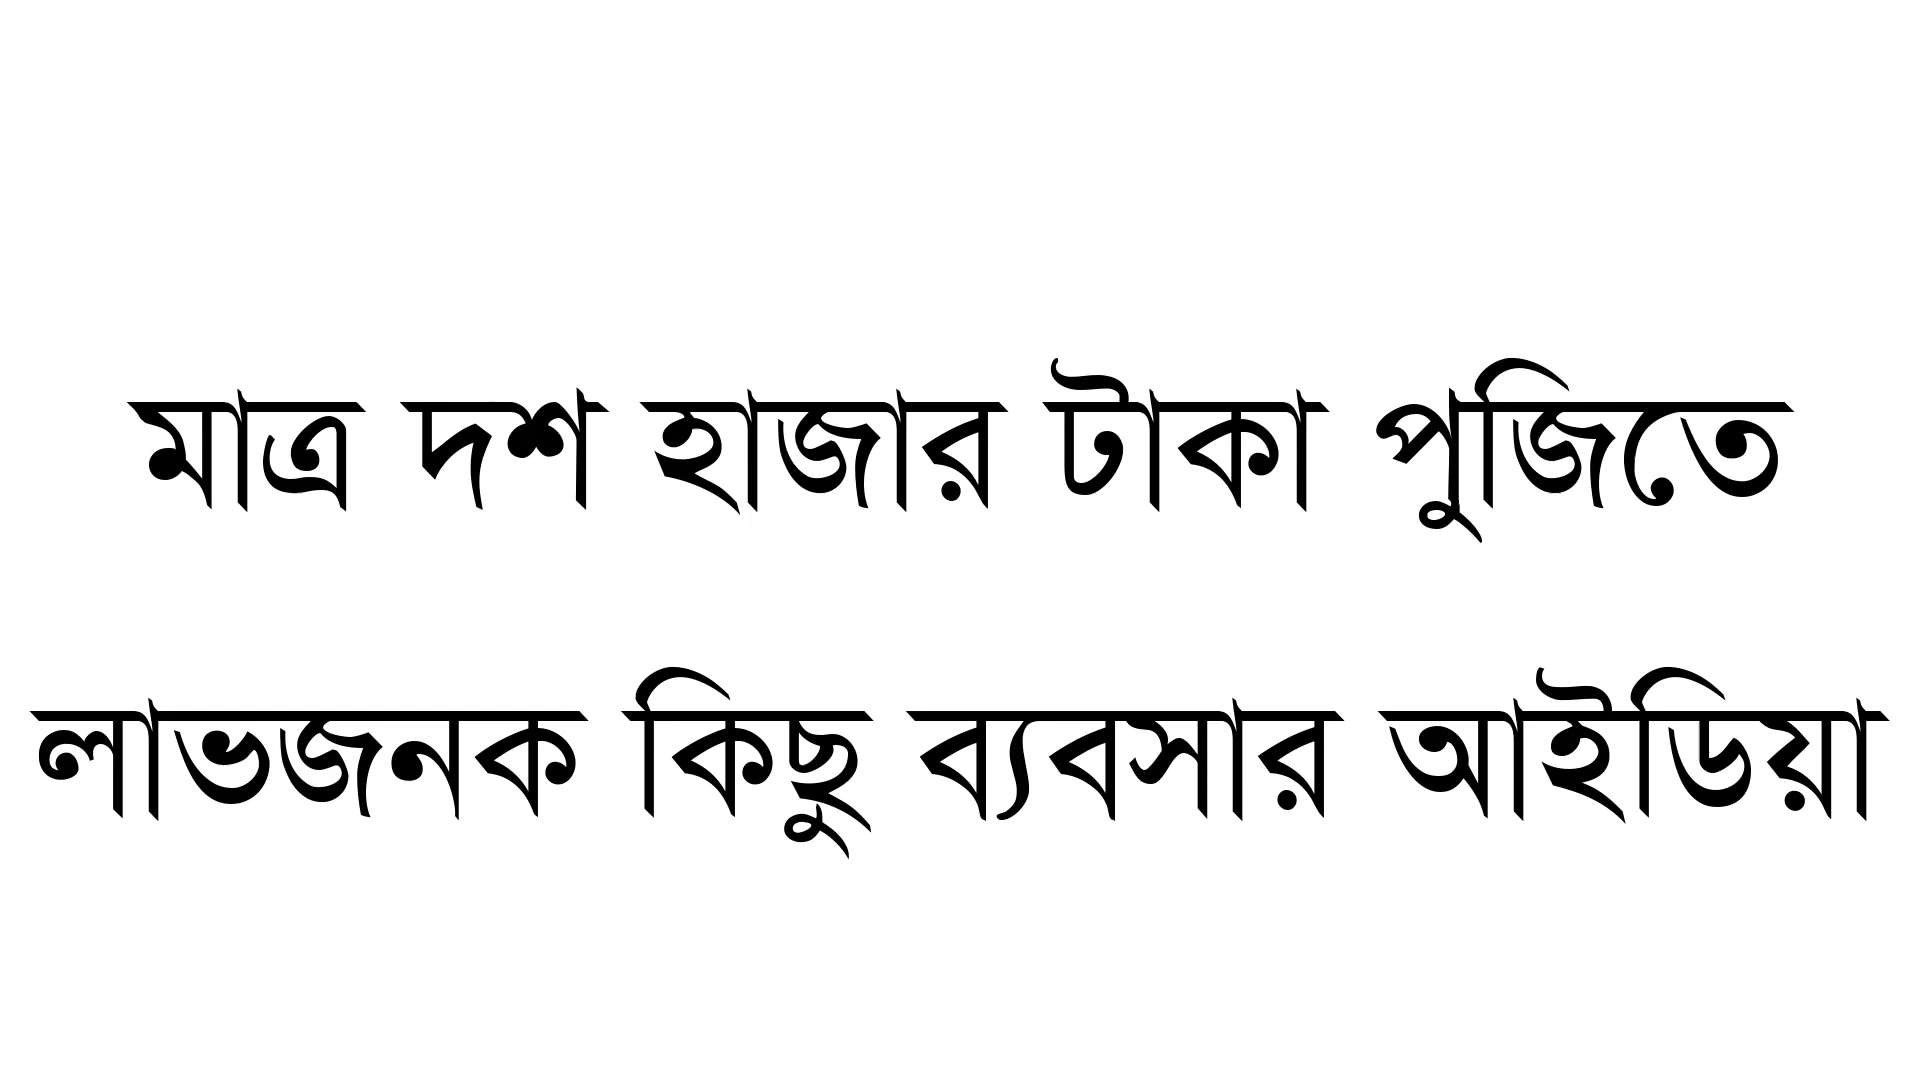 মাত্র দশ হাজার টাকা পুজিতে
লাভজনক কিছু ব্যবসার আইডিয়া